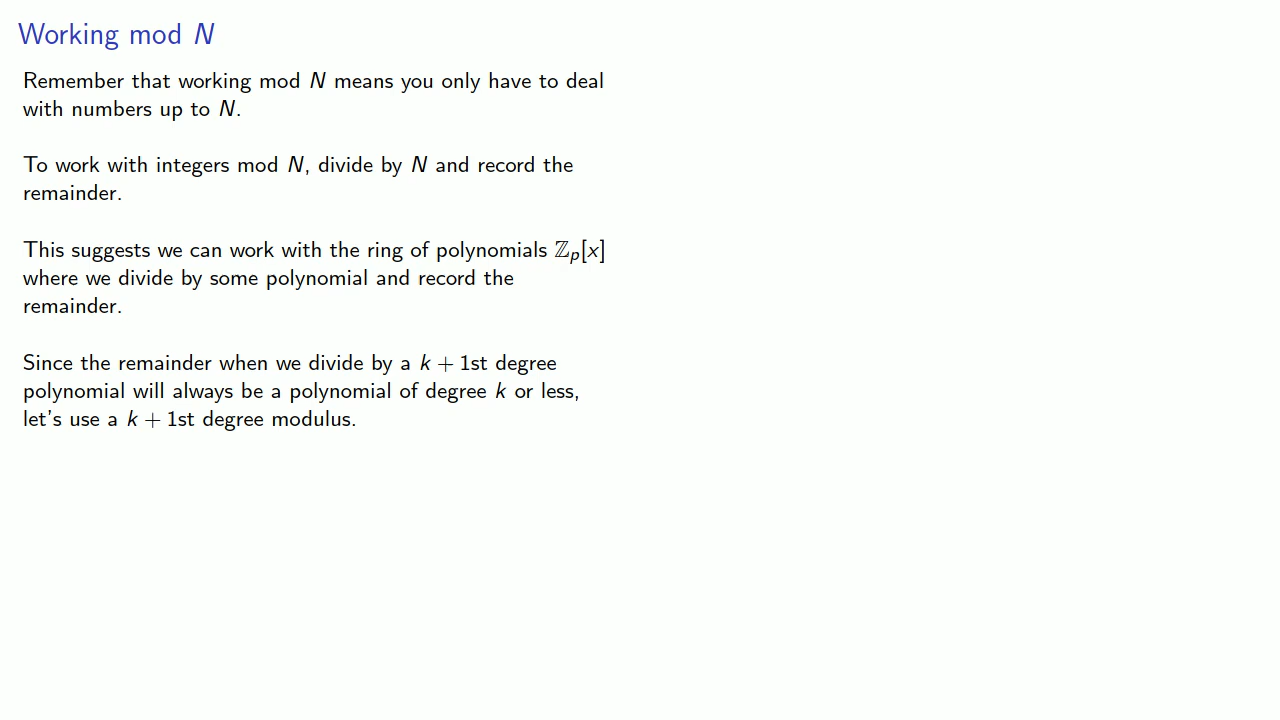 Working mod N
Remember that working mod N means you only have to deal
with numbers up to N.
To work with integers mod N, divide by N and record the
remainder.
This suggests we can work with the ring of polynomials ℤₚ[x]
where we divide by some polynomial and record the
remainder.
Since the remainder when we divide by a k + 1st degree
polynomial will always be a polynomial of degree k or less,
let's use a k + 1st degree modulus.